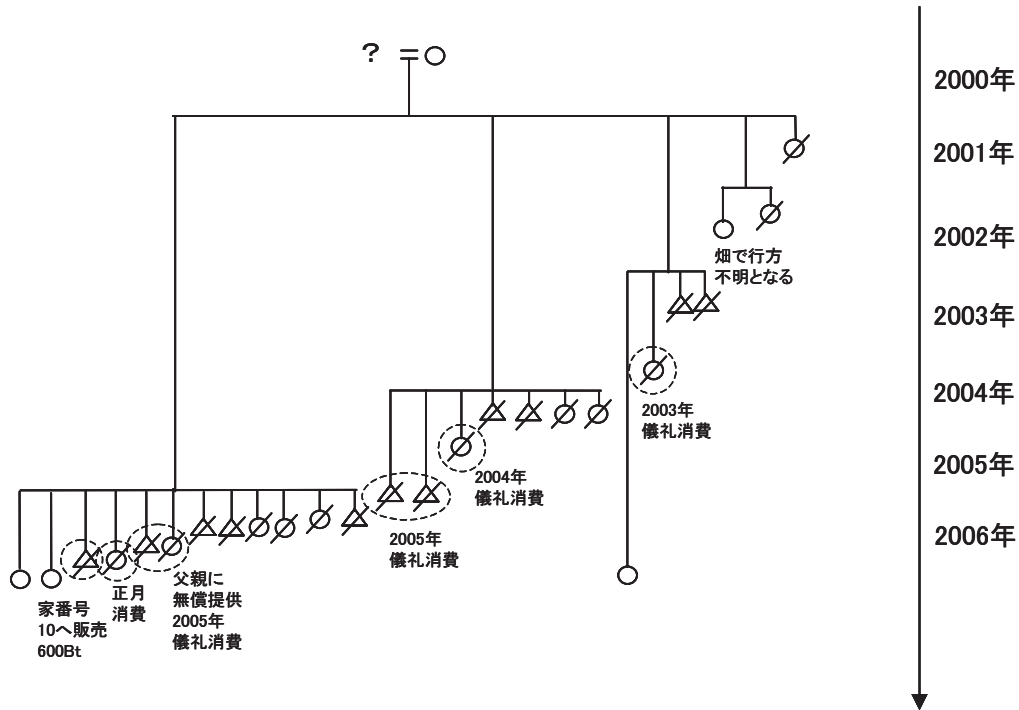 ?
2000年
2001年
2002年
畑で行方
不明となる
2003年
2004年
2003年
儀礼消費
2005年
2004年
儀礼消費
2006年
2005年
儀礼消費
父親に
無償提供
2005年
儀礼消費
正月
消費
家番号
10へ販売
600Bt